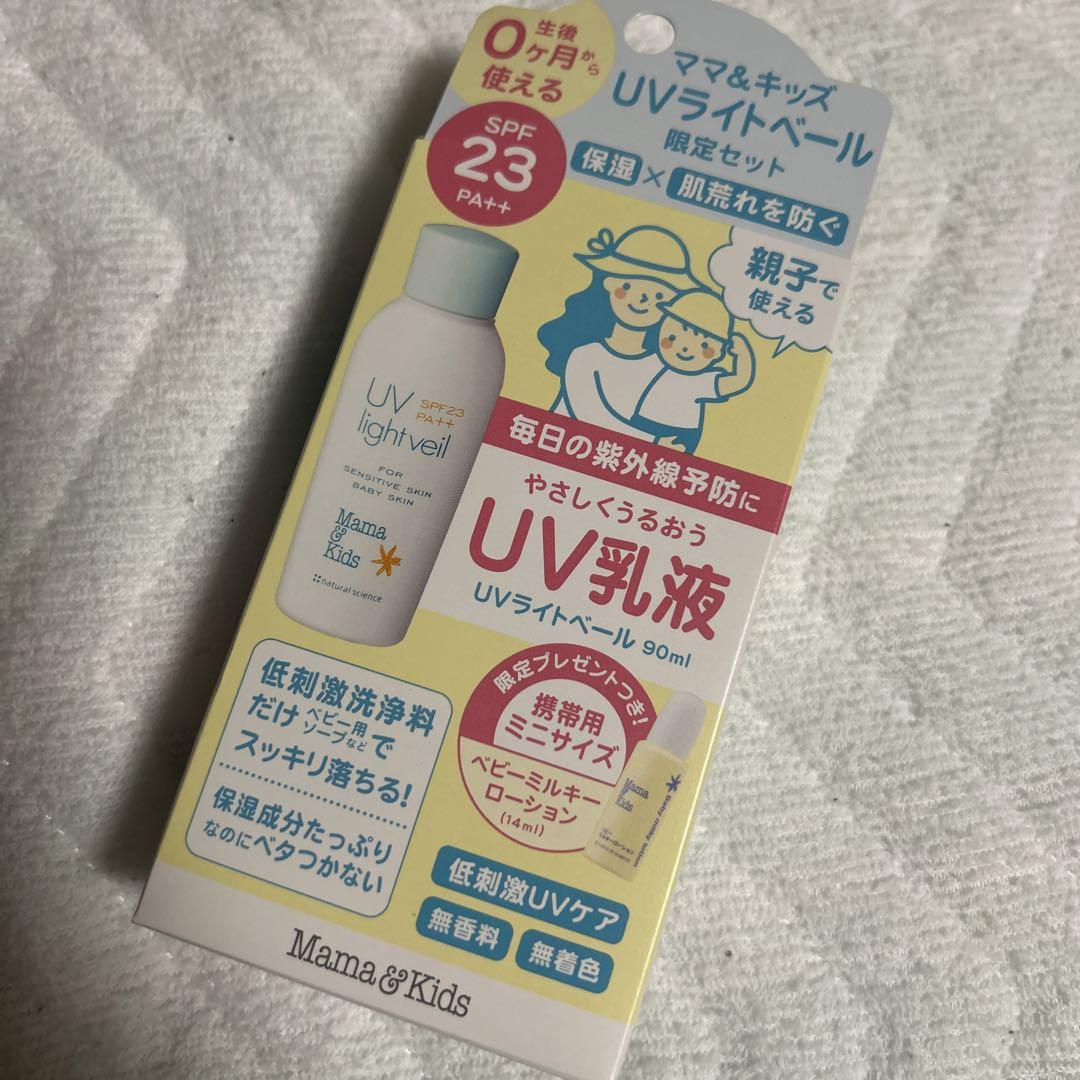 生後
0ヶ月から
使える
ママ&キッズ
UVライトベール
限定セット
保湿×肌荒れを防ぐ
SPF
23
PA++
親子で
使える
UV
light veil
SPF23
PA++
FOR
SENSITIVE SKIN
BABY SKIN
Mama
&
Kids
natural science
毎日の紫外線予防に
やさしくうるおう
UV乳液
UVライトベール 90ml
低刺激洗浄料
だけベビー用ソープなどで
スッキリ落ちる!
保湿成分たっぷり
なのにベタつかない
限定プレゼントつき!
携帯用
ミニサイズ
ベビーミルキー
ローション
(14ml)
Mama
&
Kids
Baby milky lotion
低刺激UVケア
無香料
無着色
Mama&Kids